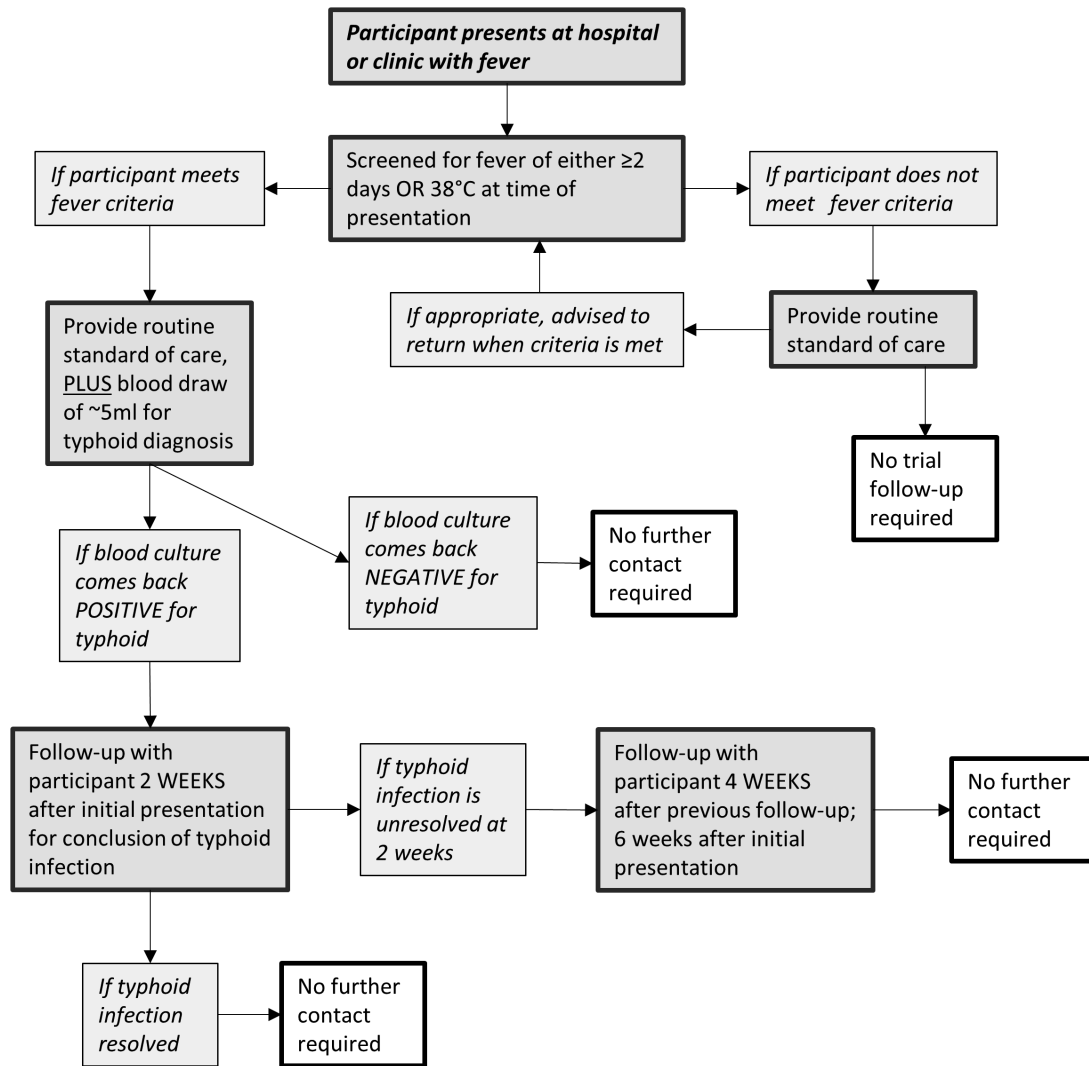 Participant presents at hospital
or clinic with fever
Screened for fever of either ≥2
days OR 38°C at time of
presentation
If participant meets
fever criteria
If participant does not
meet fever criteria
Provide routine
standard of care,
PLUS blood draw
of ~5ml for
typhoid diagnosis
If appropriate, advised to
return when criteria is met
Provide routine
standard of care
No trial
follow-up
required
If blood culture
comes back
POSITIVE for
typhoid
If blood culture
comes back
NEGATIVE for
typhoid
No further
contact
required
Follow-up with
participant 2 WEEKS
after initial presentation
for conclusion of typhoid
infection
If typhoid
infection is
unresolved at
2 weeks
Follow-up with
participant 4 WEEKS
after previous follow-up;
6 weeks after initial
presentation
No further
contact
required
If typhoid
infection
resolved
No further
contact
required